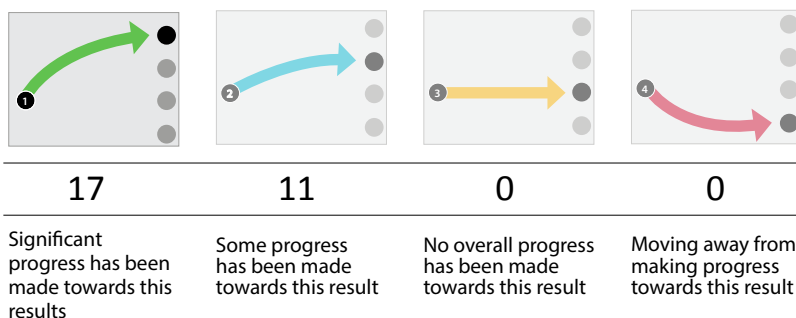 1
2
3
4
17
11
0
0
Significant
progress has been
made towards this
results
Some progress
has been made
towards this result
No overall progress
has been made
towards this result
Moving away from
making progress
towards this result